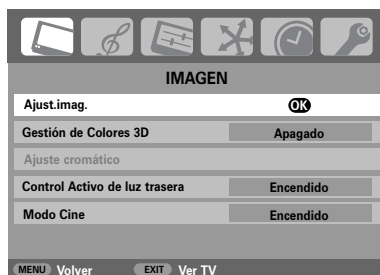 IMAGEN
Ajust.imag. OK
Gestión de Colores 3D Apagado
Ajuste cromático
Control Activo de luz trasera Encendido
Modo Cine Encendido
MENU Volver EXIT Ver TV